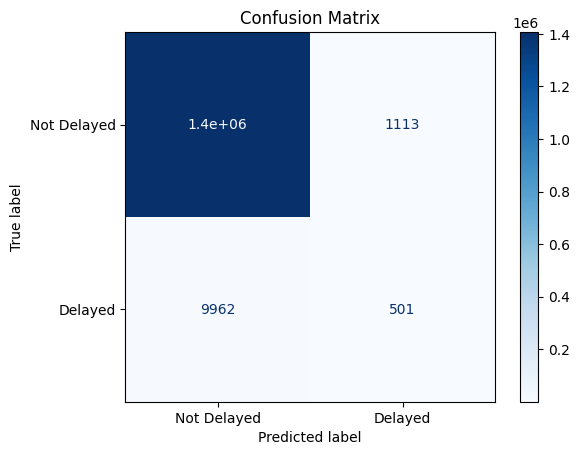 Confusion Matrix
1e6
Not Delayed
1.4e+06
1113
Delayed
9962
501
True label
Not Delayed
Delayed
Predicted label
1.4
1.2
1.0
0.8
0.6
0.4
0.2